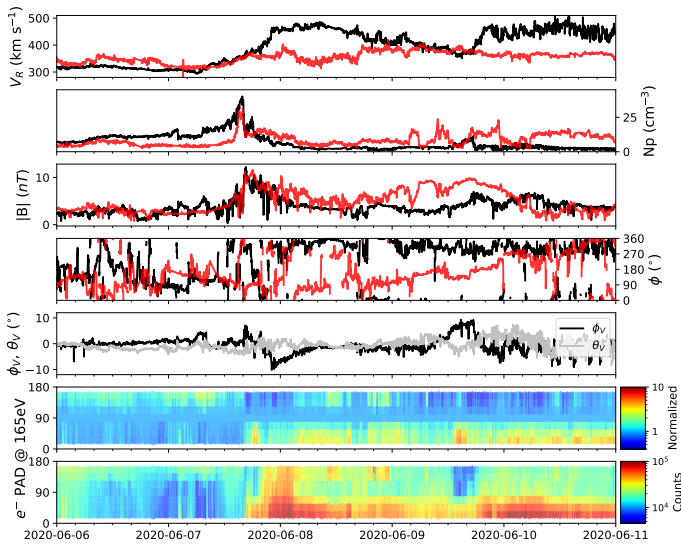 V_R (km s⁻¹)
500
400
300
Np (cm⁻³)
25
0
|B| (nT)
10
0
ϕ (°)
360
270
180
90
0
ϕ_V, θ_V (°)
10
0
−10
ϕ_V
θ_V
e⁻ PAD @ 165eV
180
90
0
10
1
Normalized
180
90
0
10⁵
10⁴
Counts
2020-06-06 2020-06-07 2020-06-08 2020-06-09 2020-06-10 2020-06-11